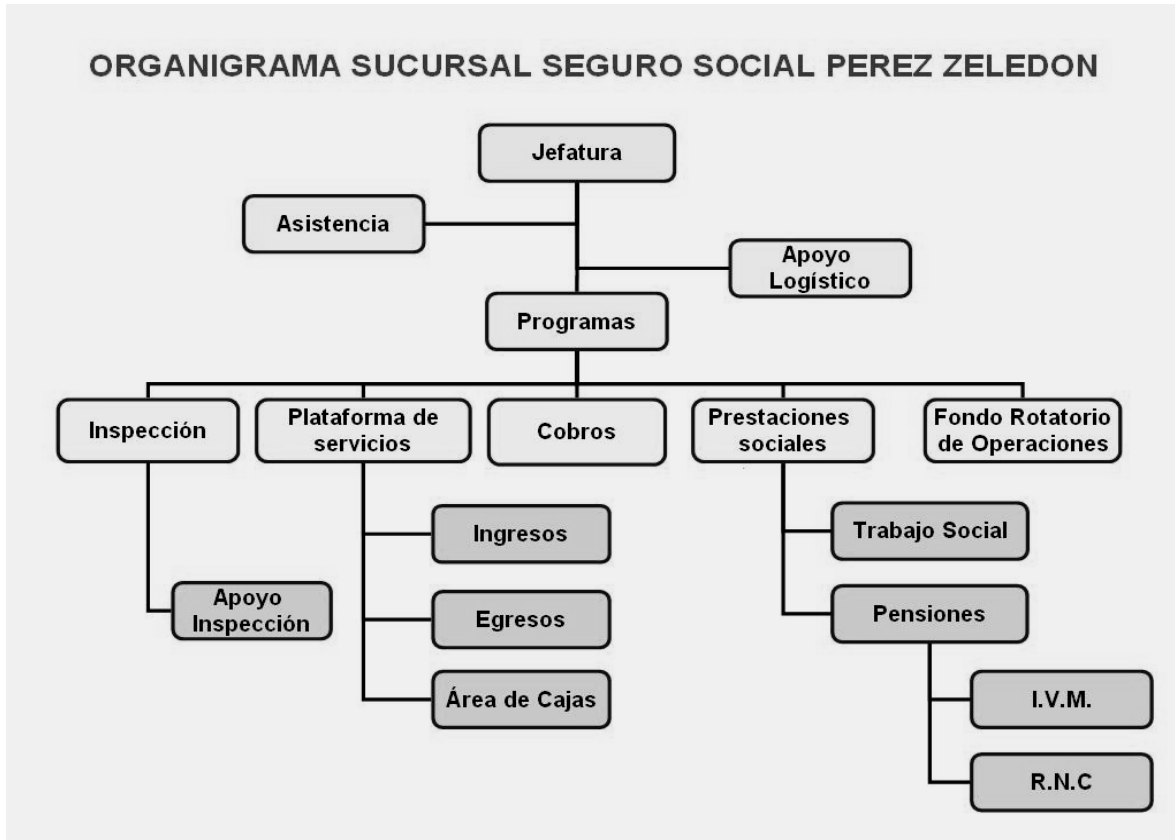 ORGANIGRAMA SUCURSAL SEGURO SOCIAL PEREZ ZELEDON
Jefatura
Asistencia
Apoyo
Logístico
Programas
Inspección
Plataforma de
servicios
Cobros
Prestaciones
sociales
Fondo Rotatorio
de Operaciones
Ingresos
Trabajo Social
Apoyo
Inspección
Egresos
Pensiones
Área de Cajas
I.V.M.
R.N.C